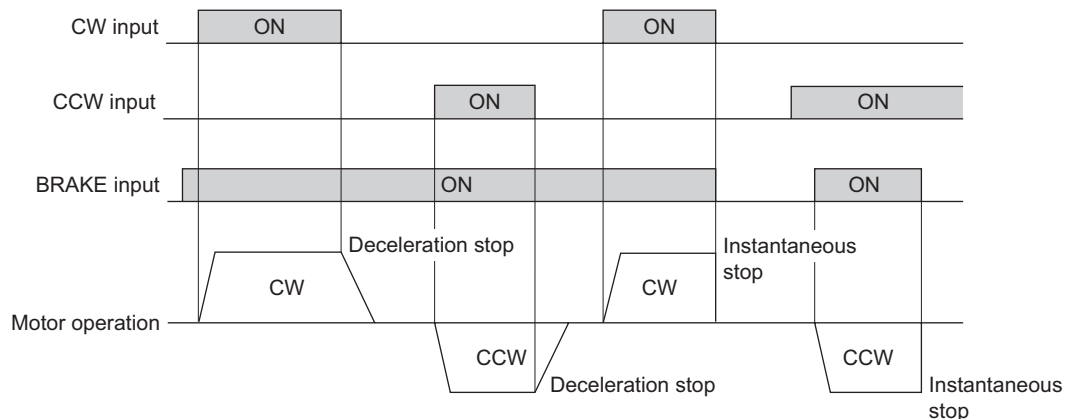 CW input
ON
ON
CCW input
ON
ON
BRAKE input
ON
ON
Deceleration stop
Instantaneous
stop
CW
CW
Motor operation
CCW
CCW
Deceleration stop
Instantaneous
stop